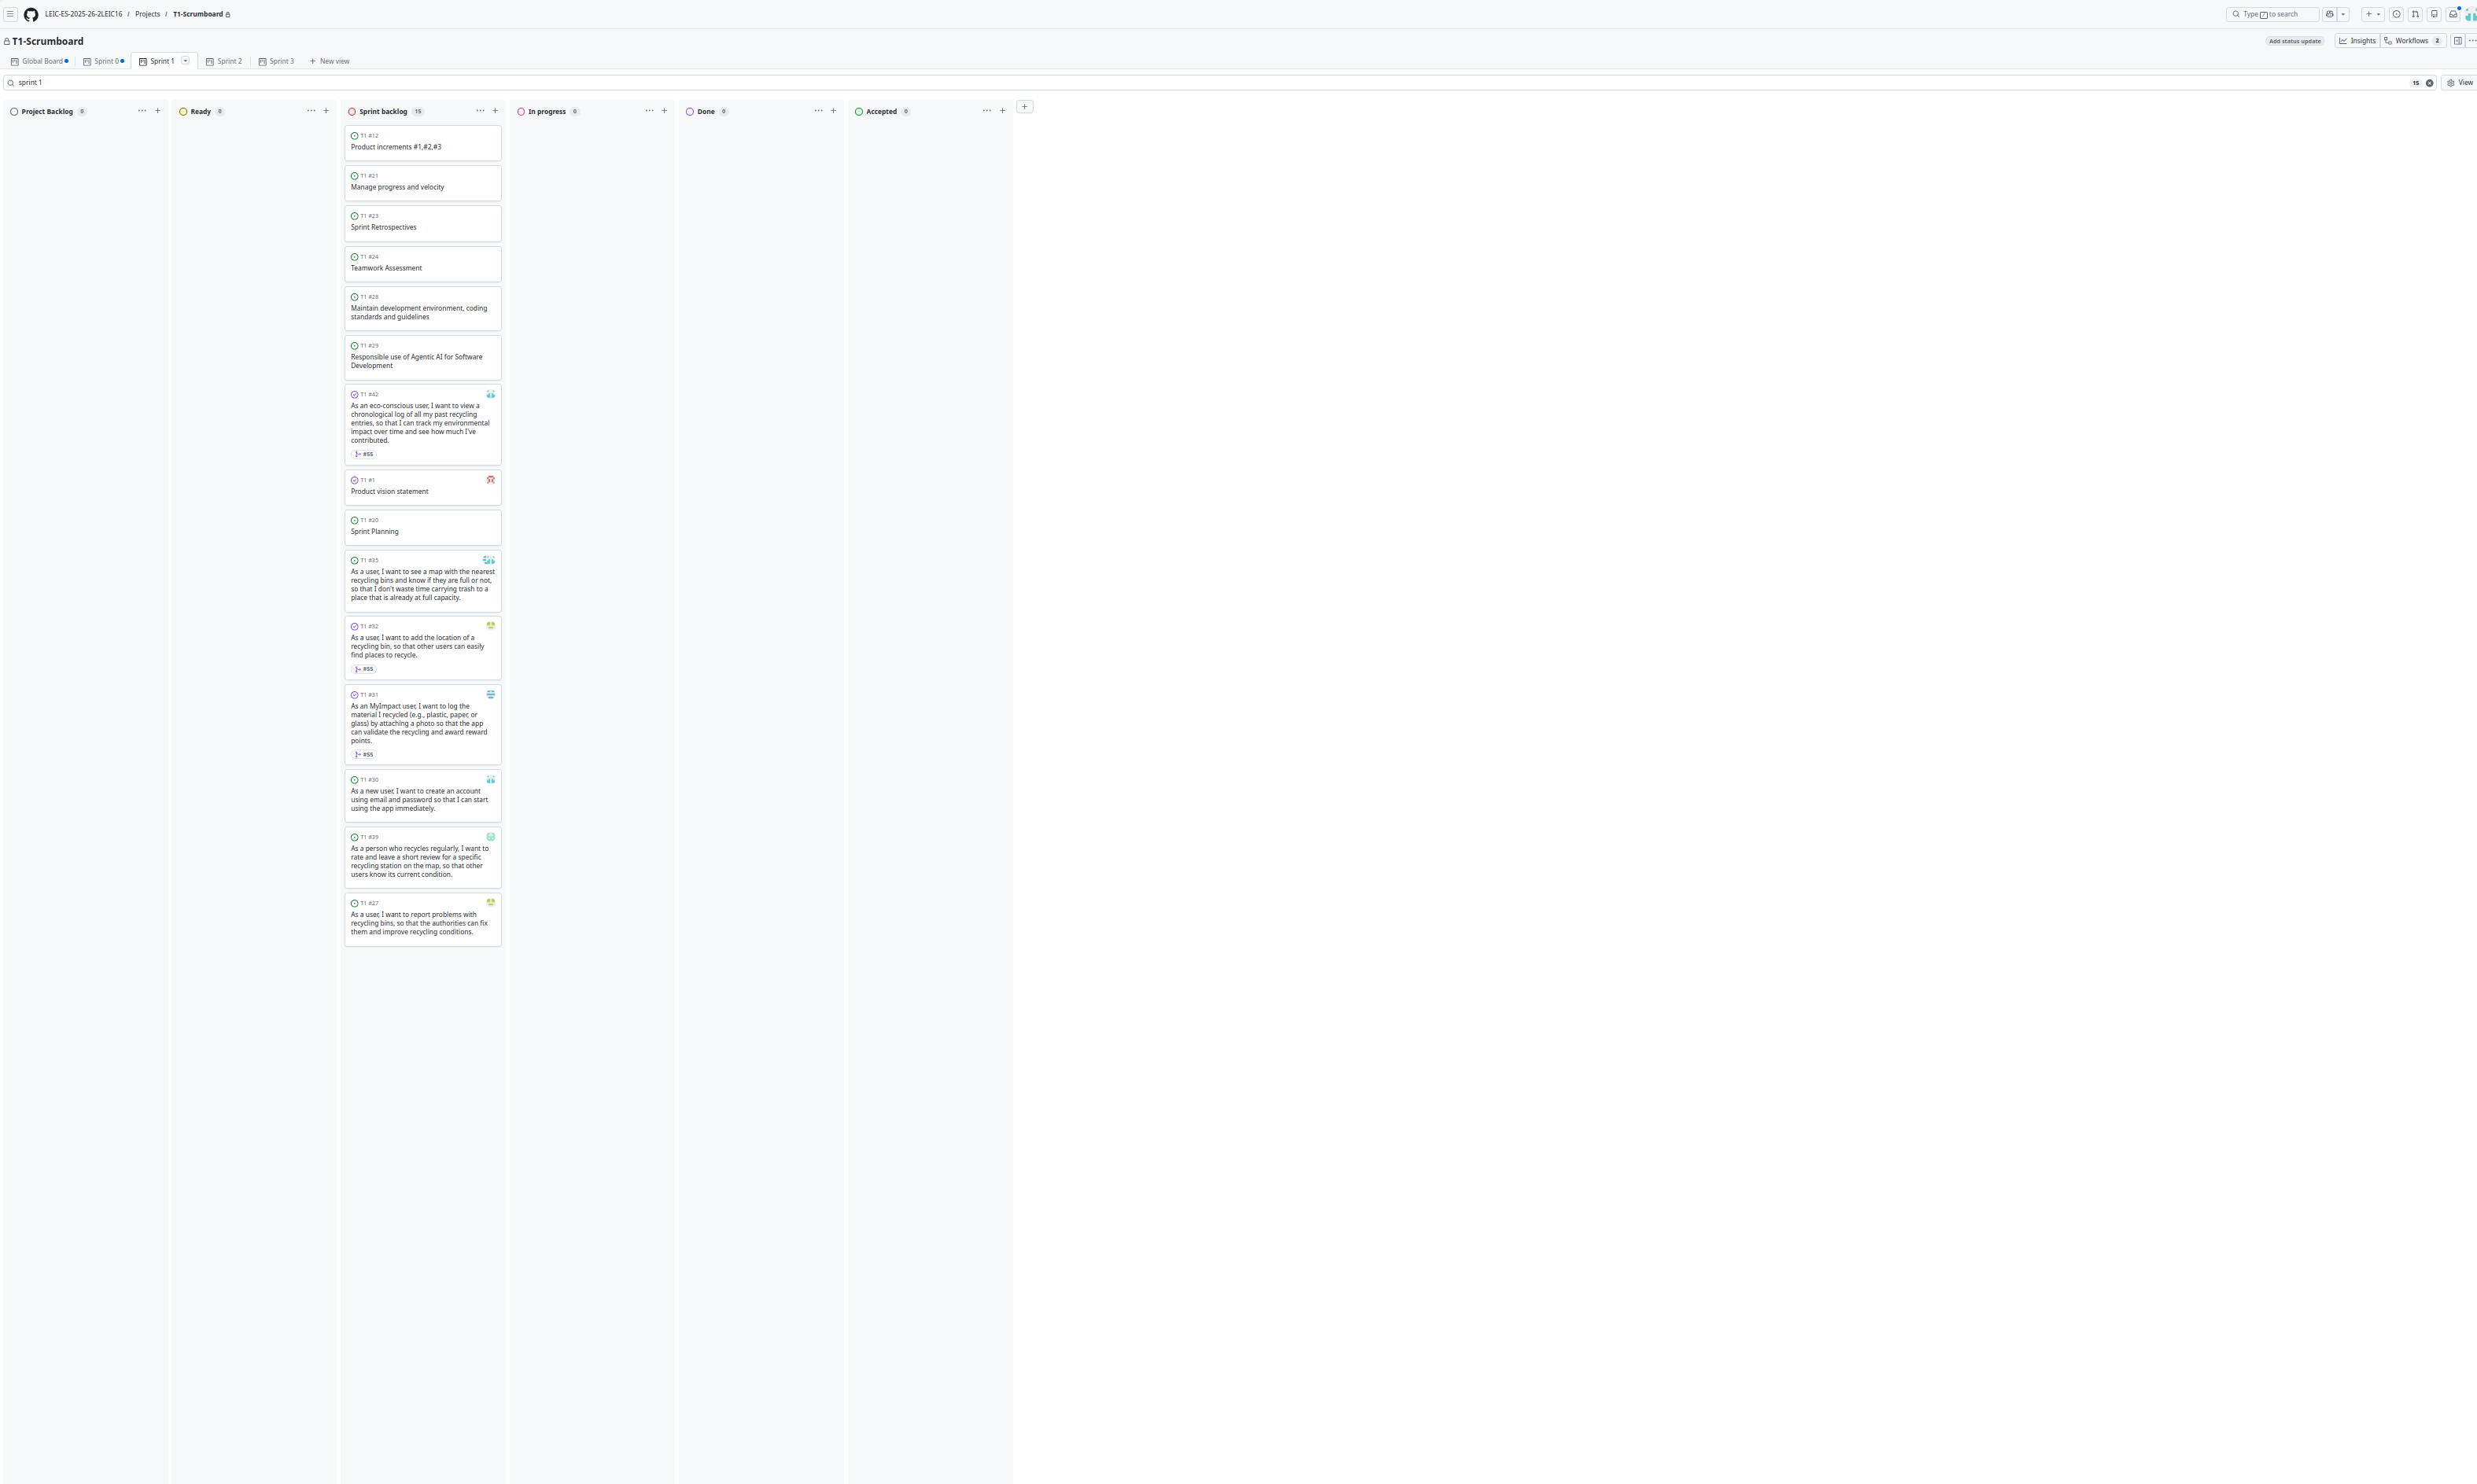 LEIC-ES-2025-26-2LEIC16 / Projects / T1-Scrumboard
Type / to search
T1-Scrumboard
Add status update
Insights
Workflows 2
Global Board
Sprint 0
Sprint 1
Sprint 2
Sprint 3
New view
sprint 1
15
View
Project Backlog 0
Ready 0
Sprint backlog 15
In progress 0
Done 0
Accepted 0
T1 #12
Product increments #1,#2,#3
T1 #21
Manage progress and velocity
T1 #23
Sprint Retrospectives
T1 #24
Teamwork Assessment
T1 #28
Maintain development environment, coding
standards and guidelines
T1 #29
Responsible use of Agentic AI for Software
Development
T1 #42
As an eco-conscious user, I want to view a
chronological log of all my past recycling
entries, so that I can track my environmental
impact over time and see how much I've
contributed.
#55
T1 #1
Product vision statement
T1 #20
Sprint Planning
T1 #35
As a user, I want to see a map with the nearest
recycling bins and know if they are full or not,
so that I don't waste time carrying trash to a
place that is already at full capacity.
T1 #32
As a user, I want to add the location of a
recycling bin, so that other users can easily
find places to recycle.
#55
T1 #31
As an MyImpact user, I want to log the
material I recycled (e.g., plastic, paper, or
glass) by attaching a photo so that the app
can validate the recycling and award reward
points.
#55
T1 #30
As a new user, I want to create an account
using email and password so that I can start
using the app immediately.
T1 #39
As a person who recycles regularly, I want to
rate and leave a short review for a specific
recycling station on the map, so that other
users know its current condition.
T1 #27
As a user, I want to report problems with
recycling bins, so that the authorities can fix
them and improve recycling conditions.